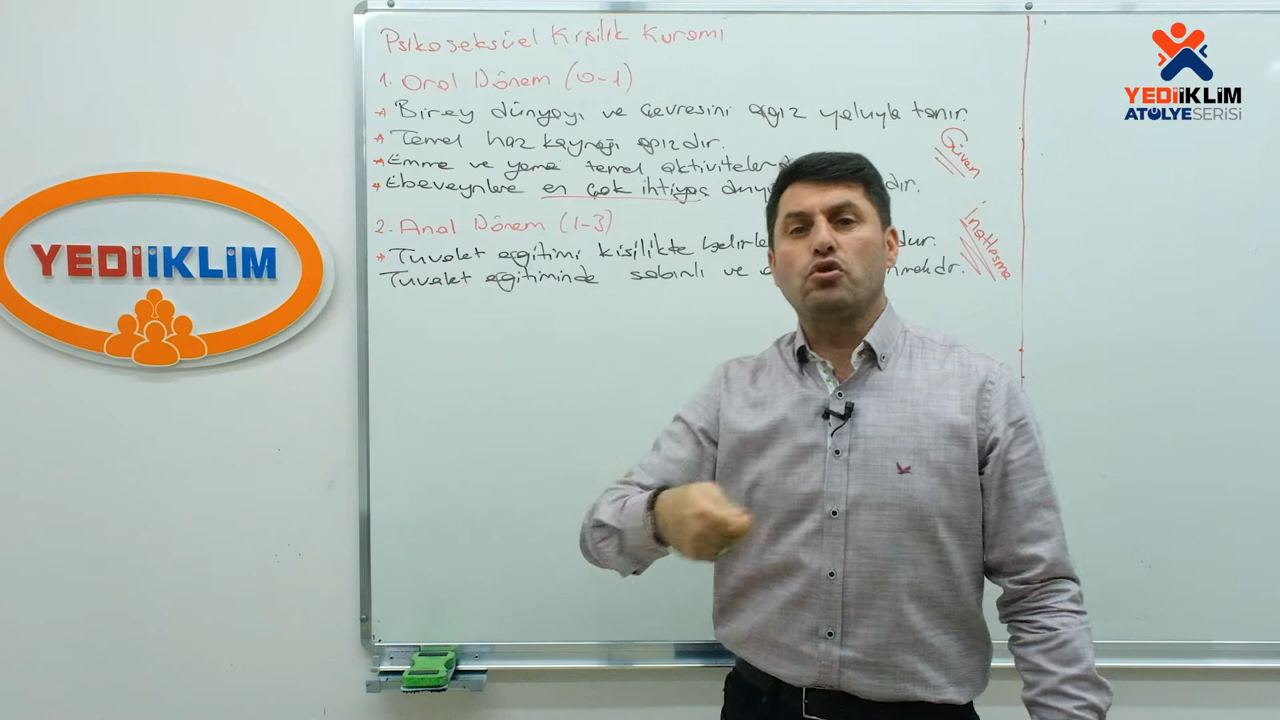 Psikoseksüel Kişilik Kuramı
1. Oral Dönem (0-1)
Birey dünyayı ve çevresini ağız yoluyla tanır.
Temel haz kaynağı ağızdır.
Güven
Emme ve yeme temel
Ebeveynlere en çok ihtiyaç
2. Anal Dönem (1-3)
İnatlaşma
Tuvalet eğitimi kişilikte
Tuvalet eğitiminde sabırlı ve
YEDİİKLİM
YEDİİKLİM
ATÖLYESERİSİ